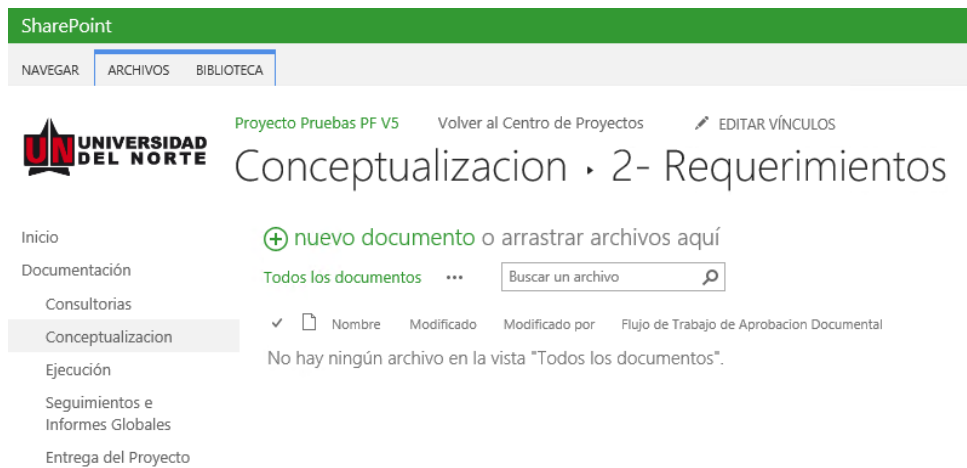 SharePoint
NAVEGAR ARCHIVOS BIBLIOTECA
UN UNIVERSIDAD
DEL NORTE
Proyecto Pruebas PF V5 Volver al Centro de Proyectos EDITAR VÍNCULOS
Conceptualizacion ▸ 2- Requerimientos
Inicio
Documentación
Consultorias
Conceptualizacion
Ejecución
Seguimientos e
Informes Globales
Entrega del Proyecto
nuevo documento o arrastrar archivos aquí
Todos los documentos ••• Buscar un archivo
Nombre Modificado Modificado por Flujo de Trabajo de Aprobacion Documental
No hay ningún archivo en la vista "Todos los documentos".